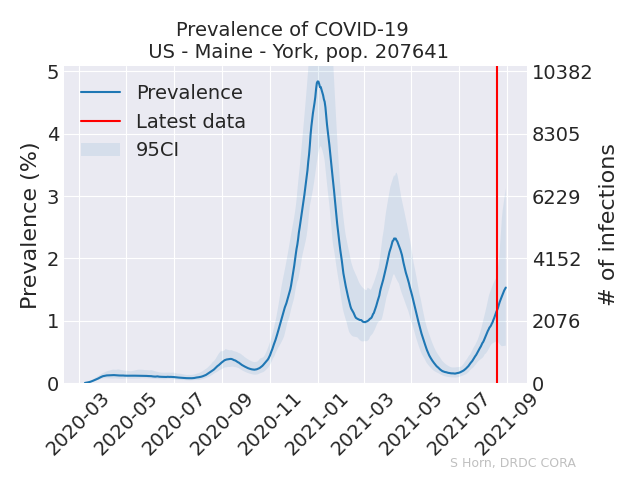 Prevalence of COVID-19
US - Maine - York, pop. 207641
Prevalence
Latest data
95CI
Prevalence (%)
5
4
3
2
1
0
10382
8305
6229
4152
2076
0
# of infections
2020-03
2020-05
2020-07
2020-09
2020-11
2021-01
2021-03
2021-05
2021-07
2021-09
S Horn, DRDC CORA